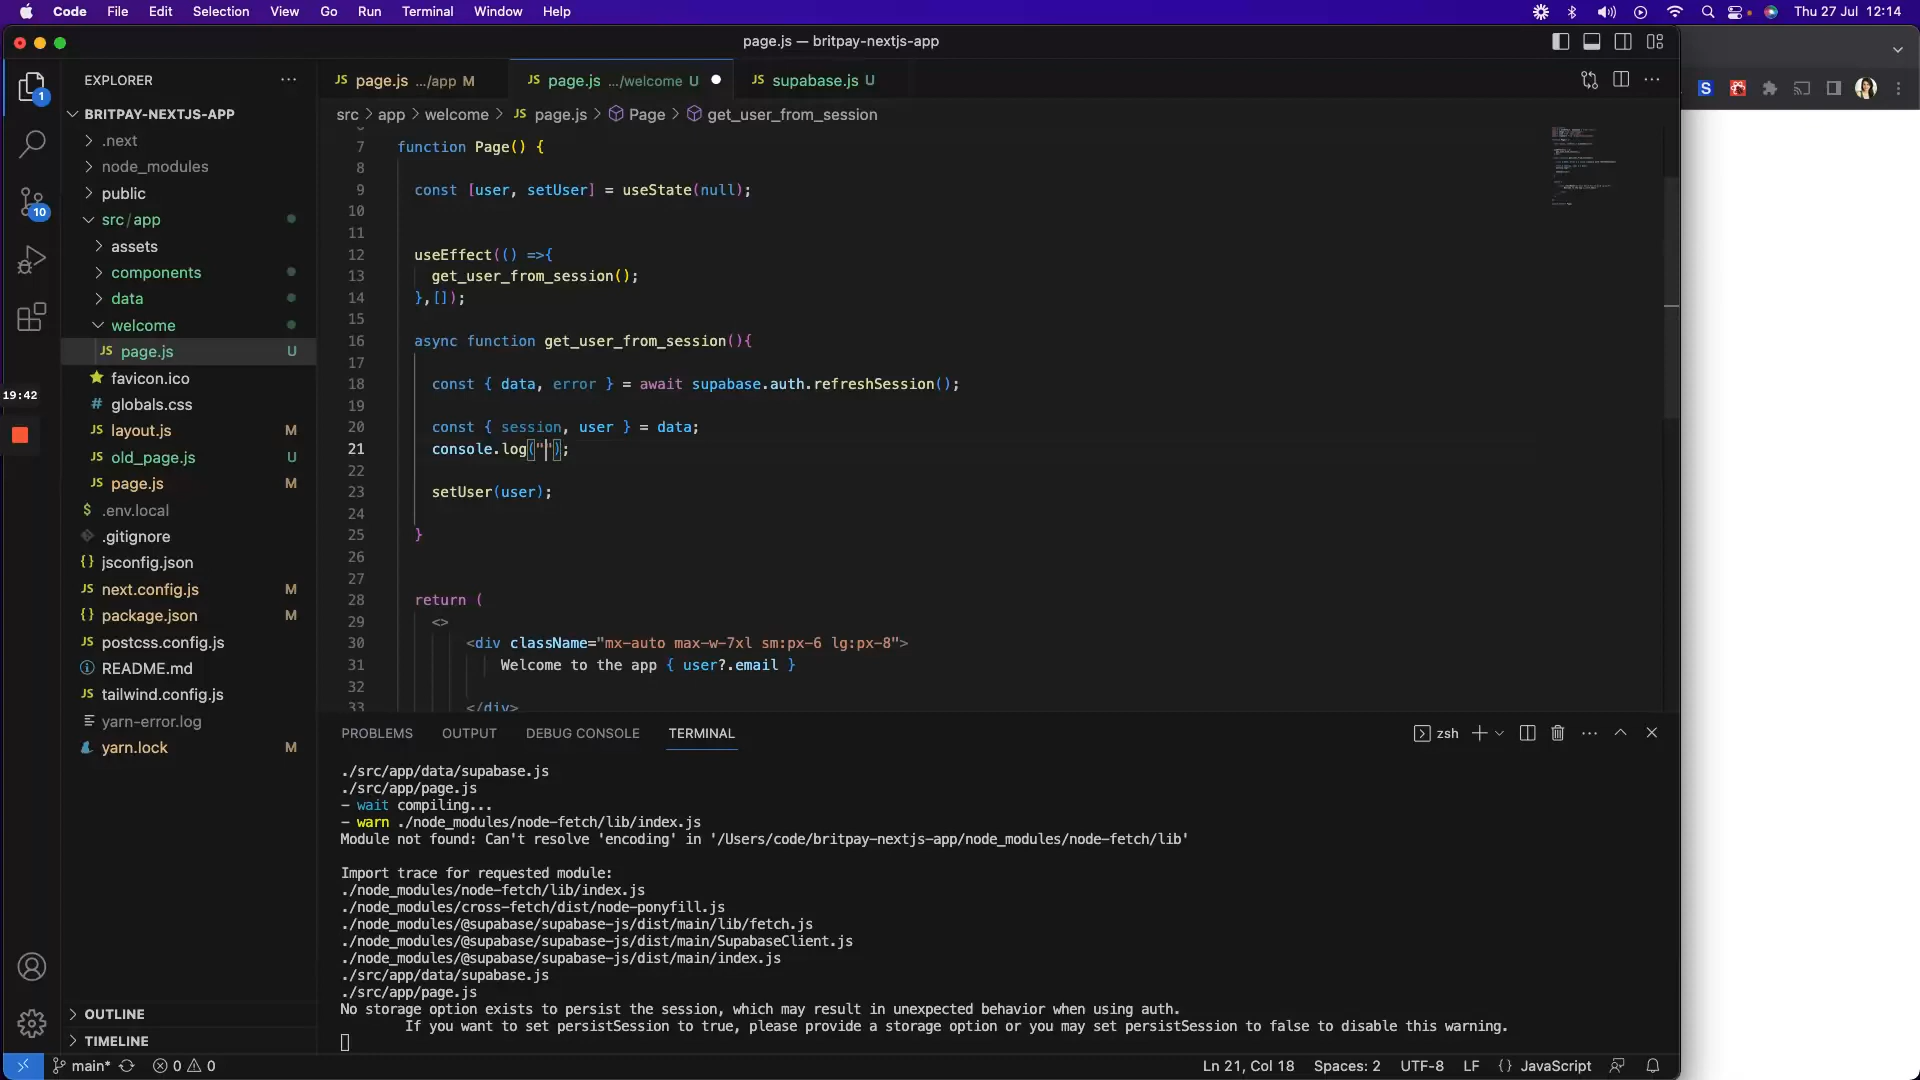 Code File Edit Selection View Go Run Terminal Window Help
Thu 27 Jul 12:14
page.js — britpay-nextjs-app
EXPLORER
JS page.js .../app M
JS page.js .../welcome U
JS supabase.js U
S
1
BRITPAY-NEXTJS-APP
src > app > welcome > JS page.js > Page > get_user_from_session
.next
node_modules
public
10
src/app
assets
components
data
welcome
JS page.js U
favicon.ico
19:42
# globals.css
JS layout.js M
JS old_page.js U
JS page.js M
$ .env.local
.gitignore
{} jsconfig.json
JS next.config.js M
{} package.json M
JS postcss.config.js
README.md
JS tailwind.config.js
yarn-error.log
yarn.lock M
OUTLINE
TIMELINE
7 function Page() {
8
9 const [user, setUser] = useState(null);
10
11
12 useEffect(() =>{
13 get_user_from_session();
14 },[]);
15
16 async function get_user_from_session(){
17
18 const { data, error } = await supabase.auth.refreshSession();
19
20 const { session, user } = data;
21 console.log("");
22
23 setUser(user);
24
25 }
26
27
28 return (
29 <>
30 <div className="mx-auto max-w-7xl sm:px-6 lg:px-8">
31 Welcome to the app { user?.email }
32
33 </div>
PROBLEMS OUTPUT DEBUG CONSOLE TERMINAL
zsh
./src/app/data/supabase.js
./src/app/page.js
- wait compiling...
- warn ./node_modules/node-fetch/lib/index.js
Module not found: Can't resolve 'encoding' in '/Users/code/britpay-nextjs-app/node_modules/node-fetch/lib'
Import trace for requested module:
./node_modules/node-fetch/lib/index.js
./node_modules/cross-fetch/dist/node-ponyfill.js
./node_modules/@supabase/supabase-js/dist/main/lib/fetch.js
./node_modules/@supabase/supabase-js/dist/main/SupabaseClient.js
./node_modules/@supabase/supabase-js/dist/main/index.js
./src/app/data/supabase.js
./src/app/page.js
No storage option exists to persist the session, which may result in unexpected behavior when using auth.
If you want to set persistSession to true, please provide a storage option or you may set persistSession to false to disable this warning.
main* 0 0
Ln 21, Col 18 Spaces: 2 UTF-8 LF {} JavaScript